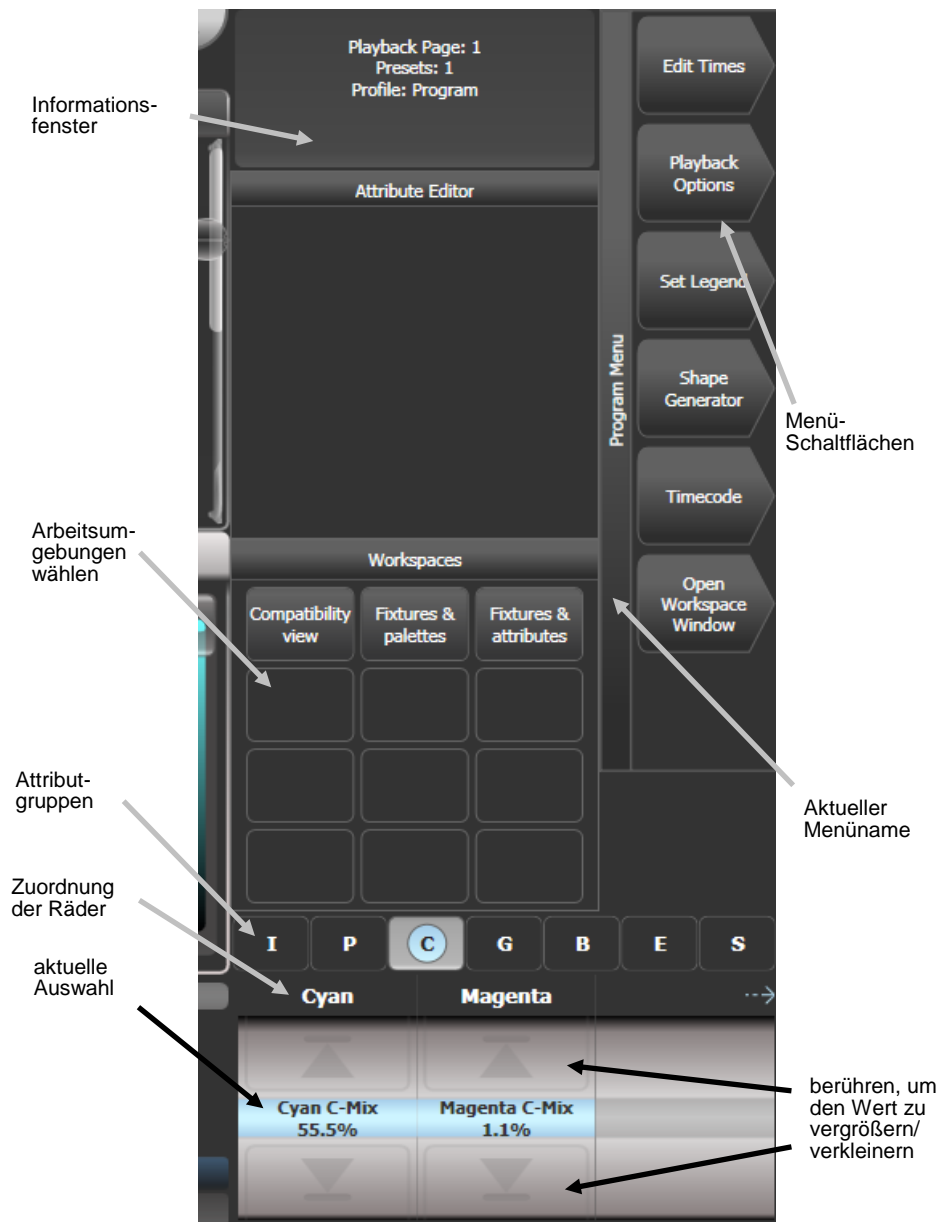 Playback Page: 1
Presets: 1
Profile: Program
Edit Times
Informations-
fenster
Playback
Options
Attribute Editor
Set Legend
Program Menu
Shape
Generator
Menü-
Schaltflächen
Timecode
Arbeitsum-
gebungen
wählen
Workspaces
Compatibility
view
Fixtures &
palettes
Fixtures &
attributes
Open
Workspace
Window
Attribut-
gruppen
Aktueller
Menüname
Zuordnung
der Räder
I P C G B E S
aktuelle
Auswahl
Cyan Magenta
berühren, um
den Wert zu
vergrößern/
verkleinern
Cyan C-Mix
55.5%
Magenta C-Mix
1.1%